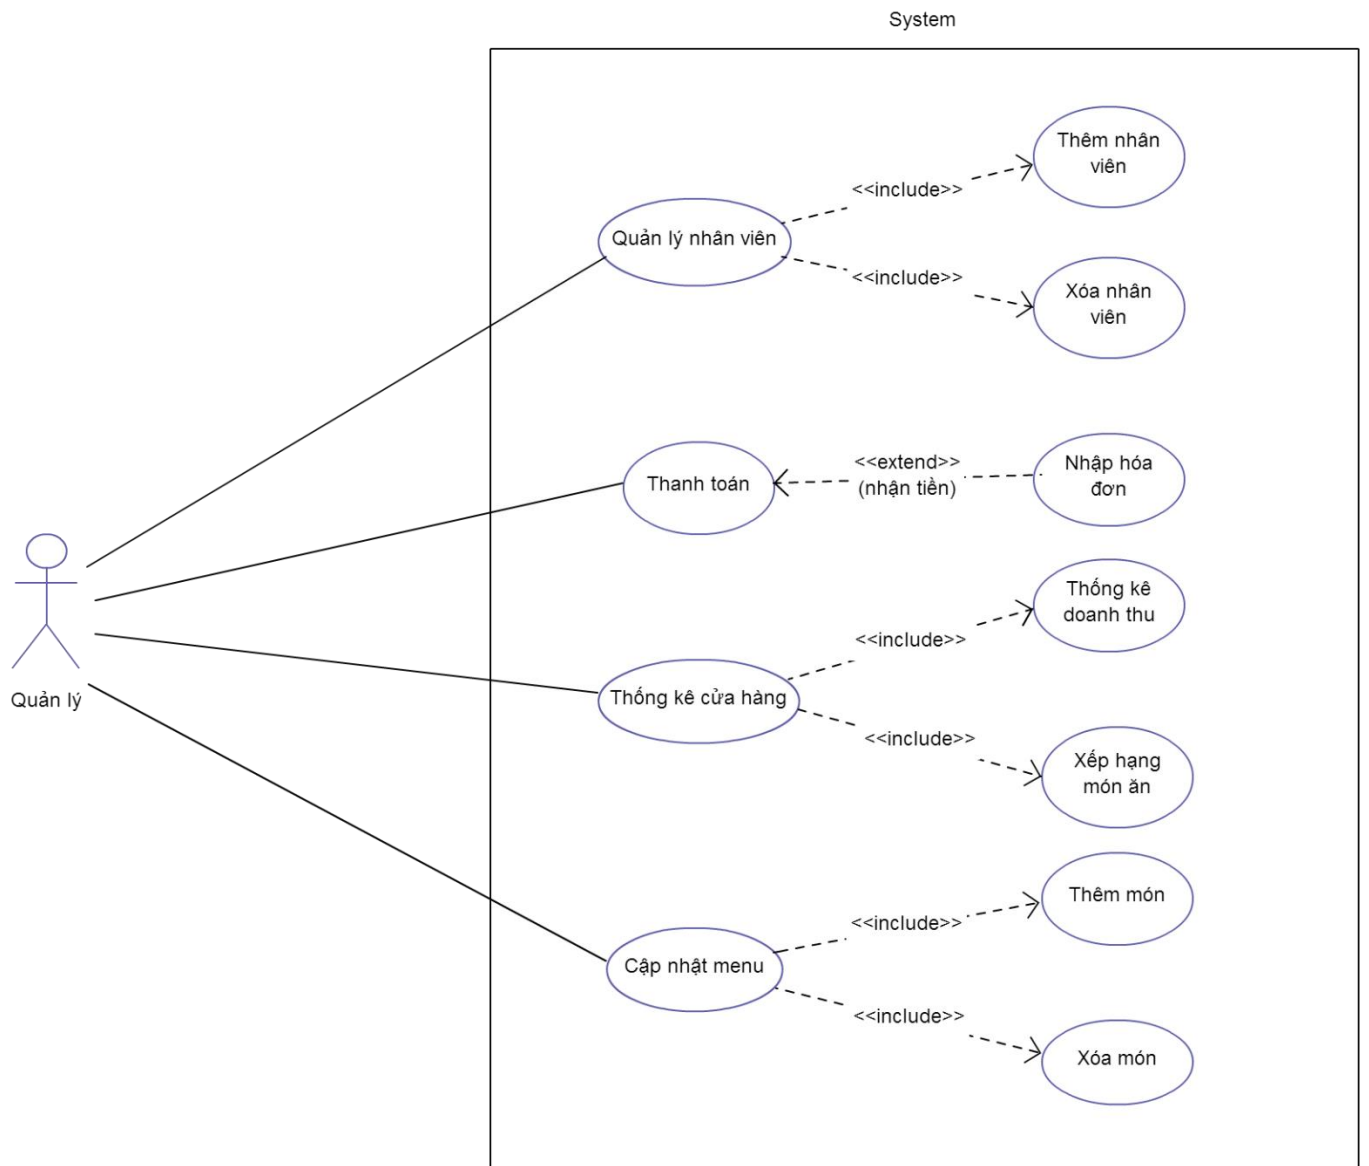 System
Thêm nhân
viên
<<include>>
Quản lý nhân viên
<<include>>
Xóa nhân
viên
Thanh toán
<<extend>>
(nhận tiền)
Nhập hóa
đơn
Thống kê
doanh thu
<<include>>
Quản lý
Thống kê cửa hàng
<<include>>
Xếp hạng
món ăn
Thêm món
<<include>>
Cập nhật menu
<<include>>
Xóa món